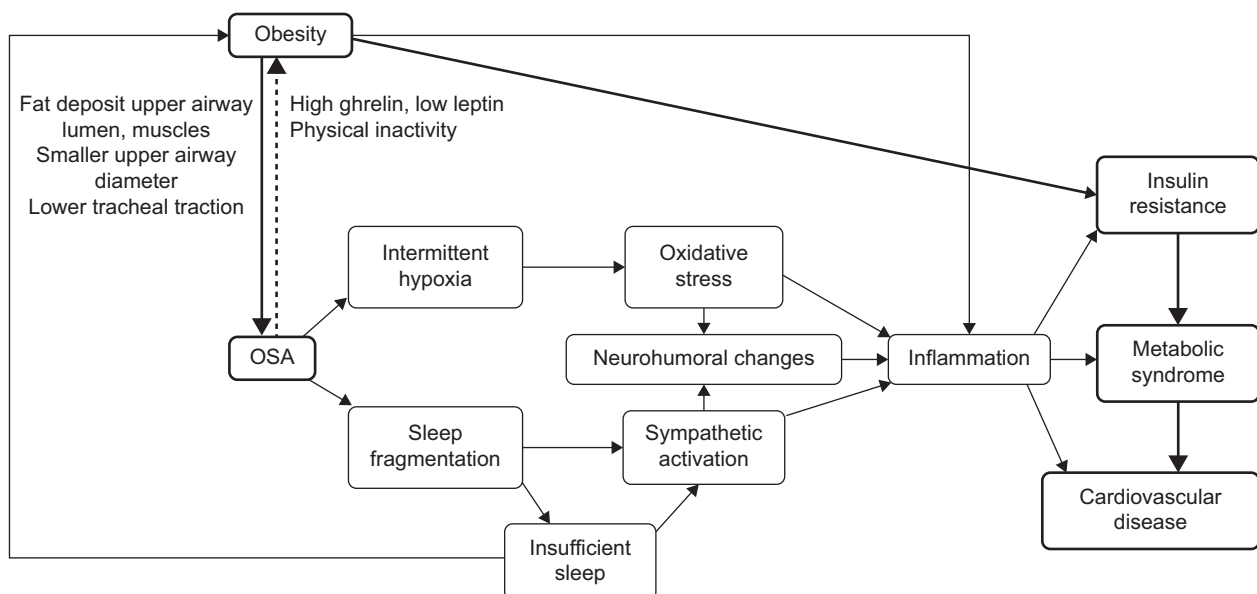 Obesity
Fat deposit upper airway
lumen, muscles
Smaller upper airway
diameter
Lower tracheal traction
High ghrelin, low leptin
Physical inactivity
Insulin
resistance
Intermittent
hypoxia
Oxidative
stress
OSA
Neurohumoral changes
Inflammation
Metabolic
syndrome
Sleep
fragmentation
Sympathetic
activation
Cardiovascular
disease
Insufficient
sleep